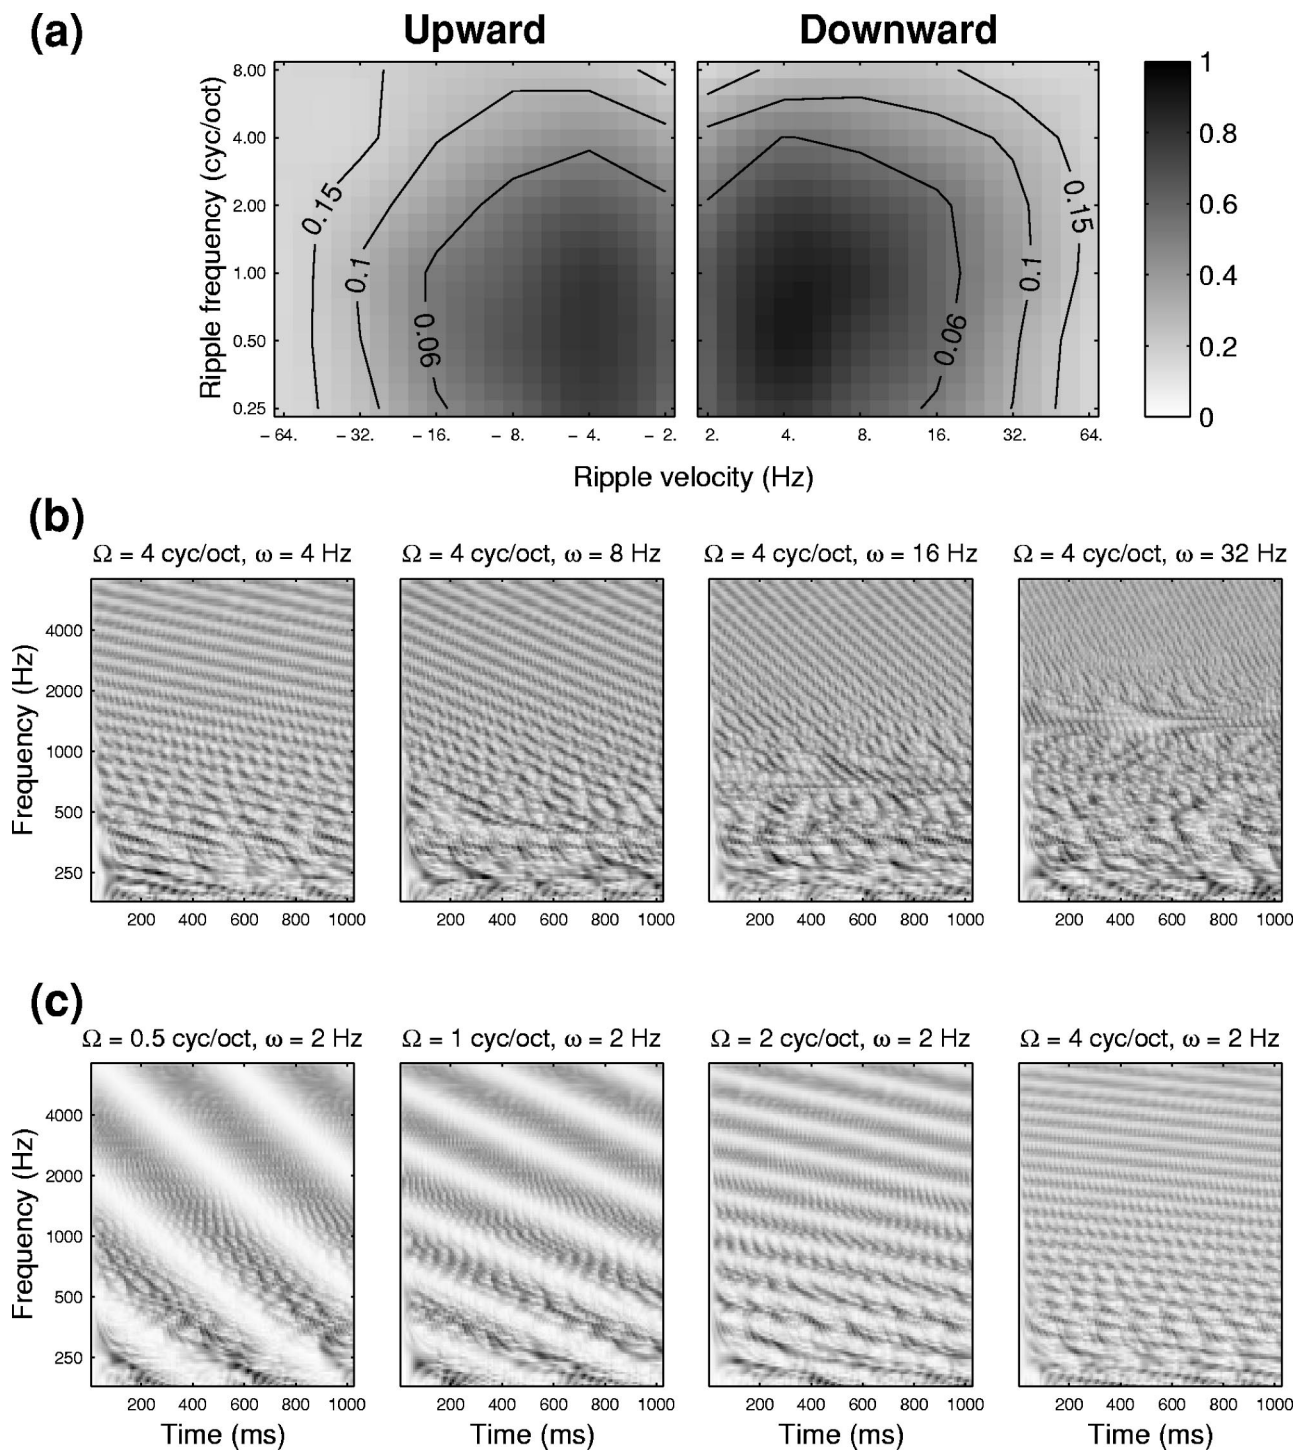 (a)
Upward Downward
Ripple frequency (cyc/oct)
8.00
4.00
2.00
1.00
0.50
0.25
0.15
0.1
0.06
0.06
0.1
0.15
1
0.8
0.6
0.4
0.2
0
– 64. – 32. – 16. – 8. – 4. – 2. 2. 4. 8. 16. 32. 64.
Ripple velocity (Hz)
(b)
Ω = 4 cyc/oct, ω = 4 Hz Ω = 4 cyc/oct, ω = 8 Hz Ω = 4 cyc/oct, ω = 16 Hz Ω = 4 cyc/oct, ω = 32 Hz
Frequency (Hz)
4000
2000
1000
500
250
200 400 600 800 1000 200 400 600 800 1000 200 400 600 800 1000 200 400 600 800 1000
(c)
Ω = 0.5 cyc/oct, ω = 2 Hz Ω = 1 cyc/oct, ω = 2 Hz Ω = 2 cyc/oct, ω = 2 Hz Ω = 4 cyc/oct, ω = 2 Hz
Frequency (Hz)
4000
2000
1000
500
250
200 400 600 800 1000 200 400 600 800 1000 200 400 600 800 1000 200 400 600 800 1000
Time (ms) Time (ms) Time (ms) Time (ms)